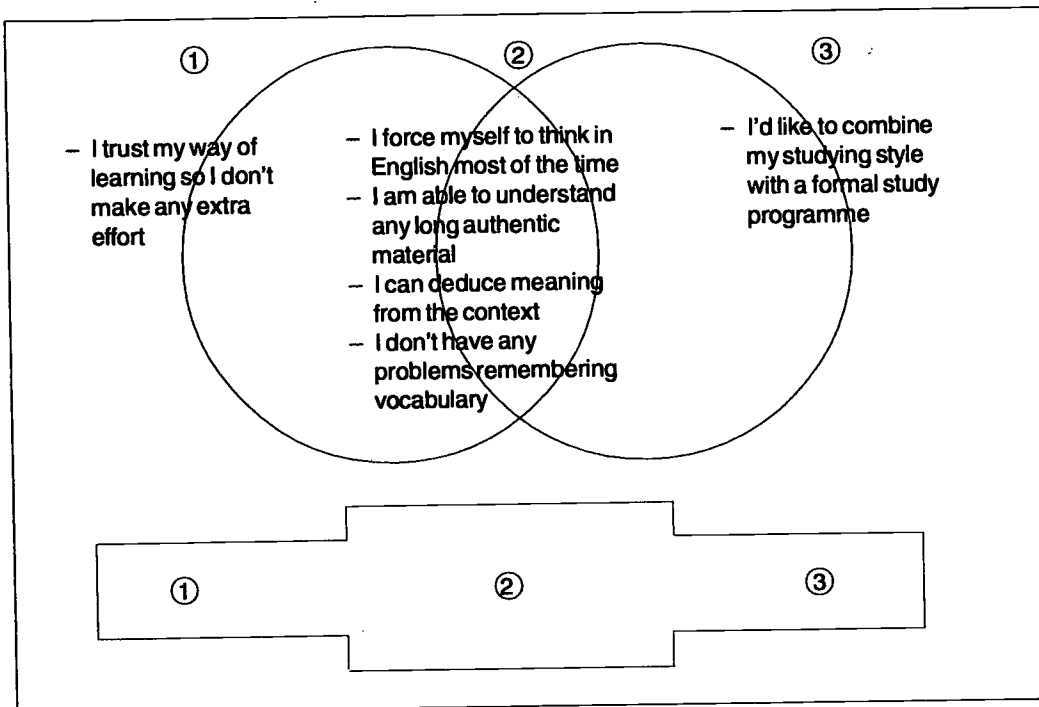 ① ② ③
– I trust my way of
learning so I don't
make any extra
effort
– I force myself to think in
English most of the time
– I am able to understand
any long authentic
material
– I can deduce meaning
from the context
– I don't have any
problems remembering
vocabulary
– I'd like to combine
my studying style
with a formal study
programme
① ② ③